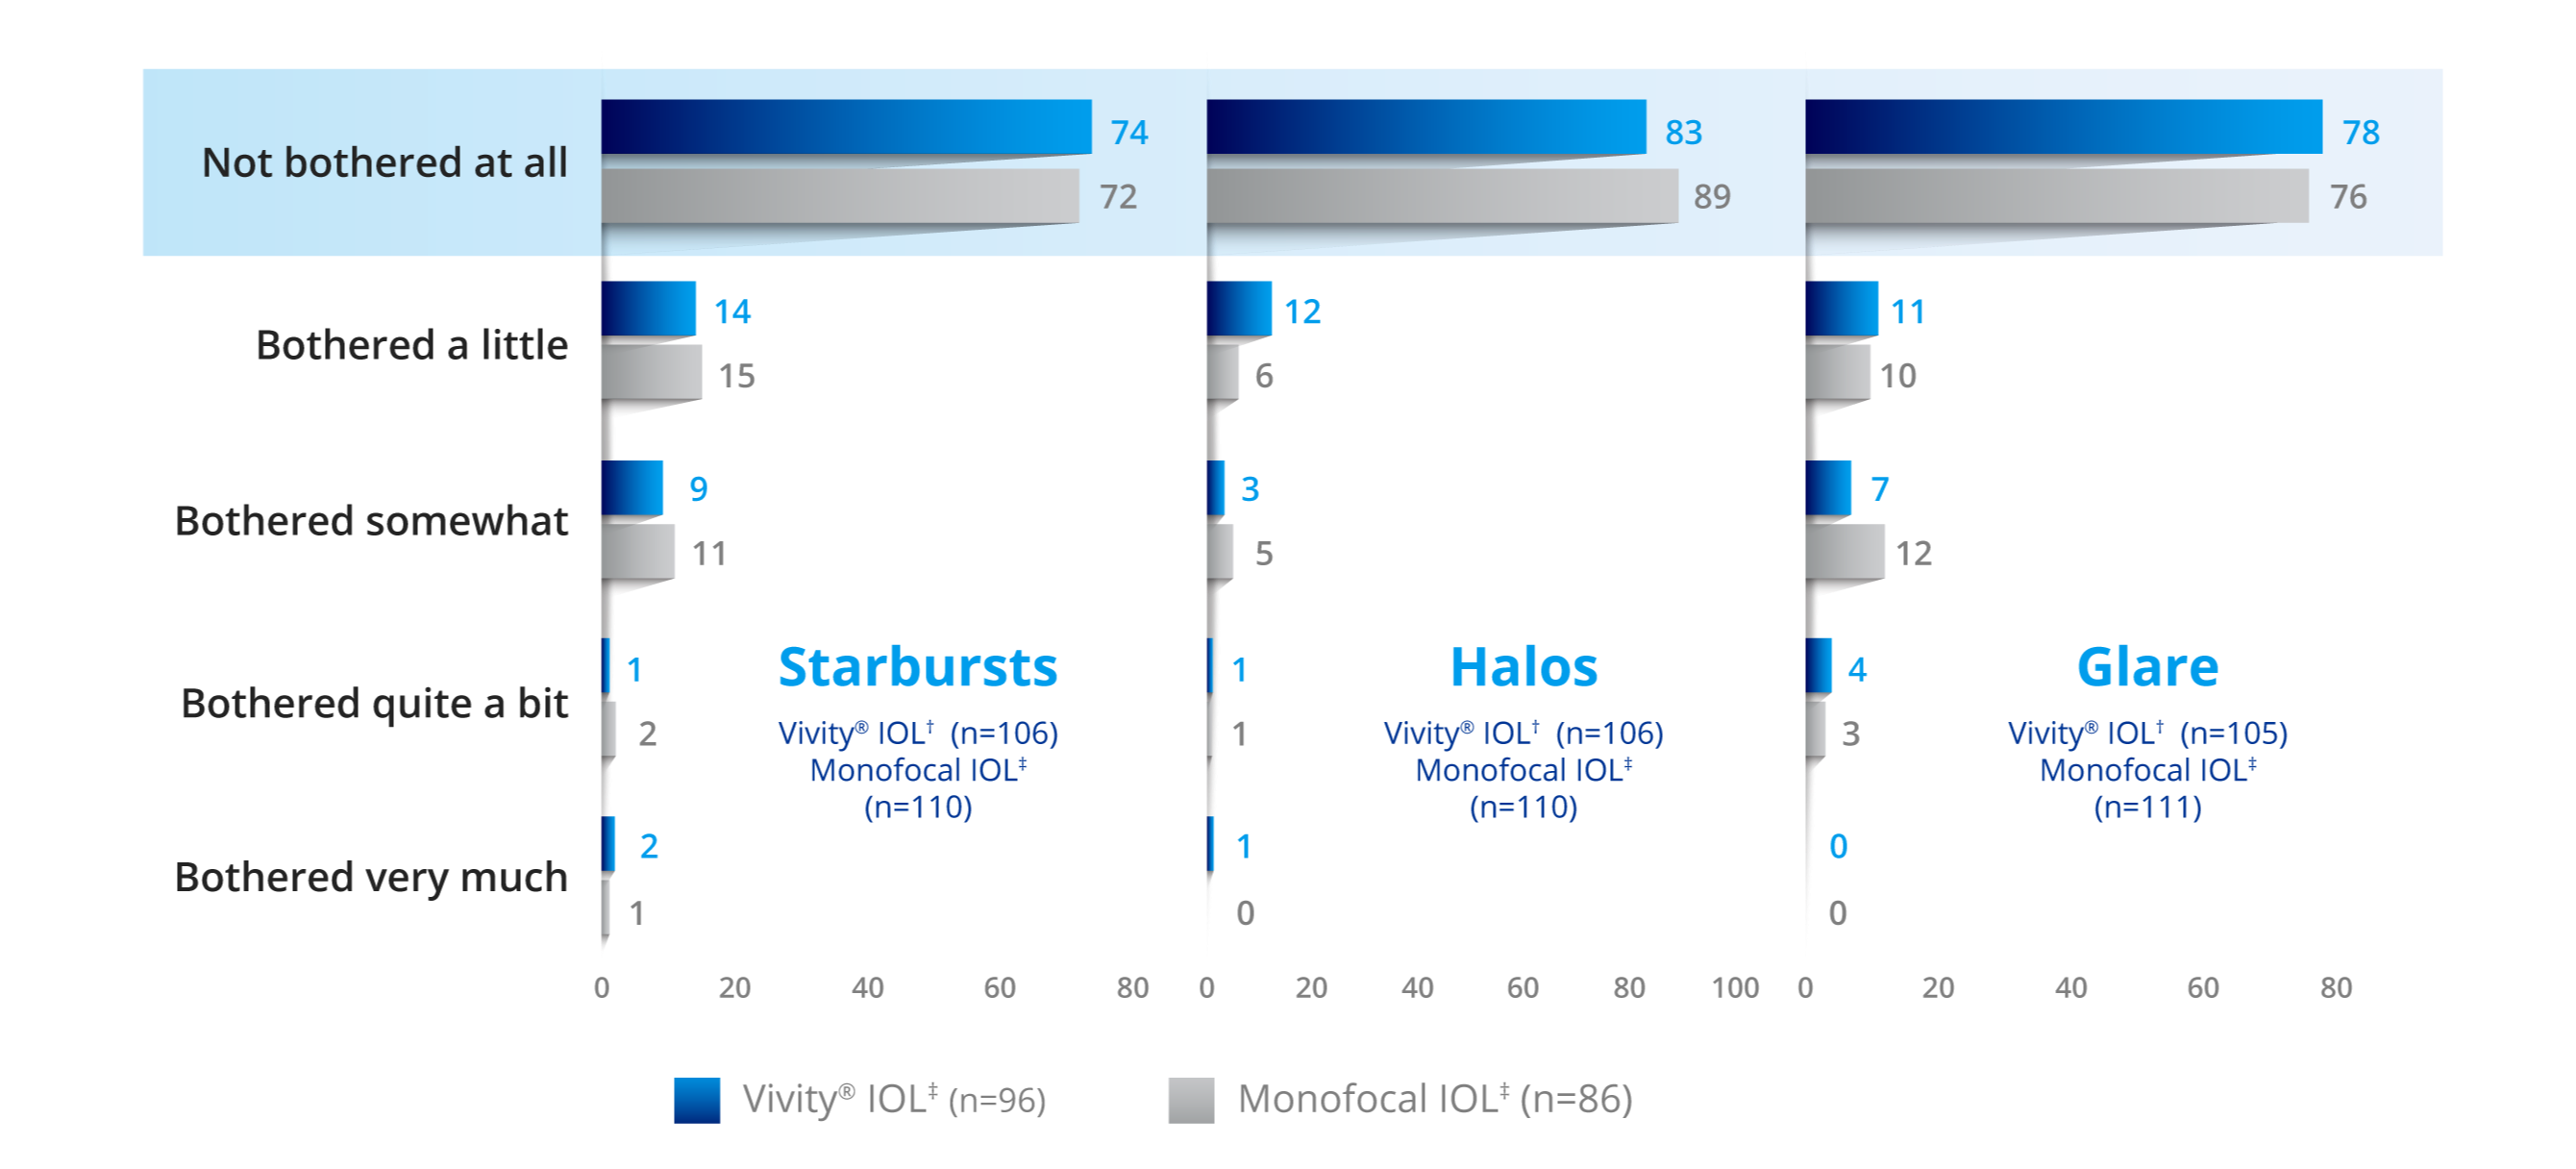 Not bothered at all
74
72
83
89
78
76
Bothered a little
14
15
12
6
11
10
Bothered somewhat
9
11
3
5
7
12
Bothered quite a bit
1
2
1
1
4
3
Bothered very much
2
1
1
0
0
0
Starbursts
Vivity® IOL† (n=106)
Monofocal IOL‡
(n=110)
Halos
Vivity® IOL† (n=106)
Monofocal IOL‡
(n=110)
Glare
Vivity® IOL† (n=105)
Monofocal IOL‡
(n=111)
0 20 40 60 80
0 20 40 60 80 100
0 20 40 60 80
Vivity® IOL‡ (n=96)
Monofocal IOL‡ (n=86)